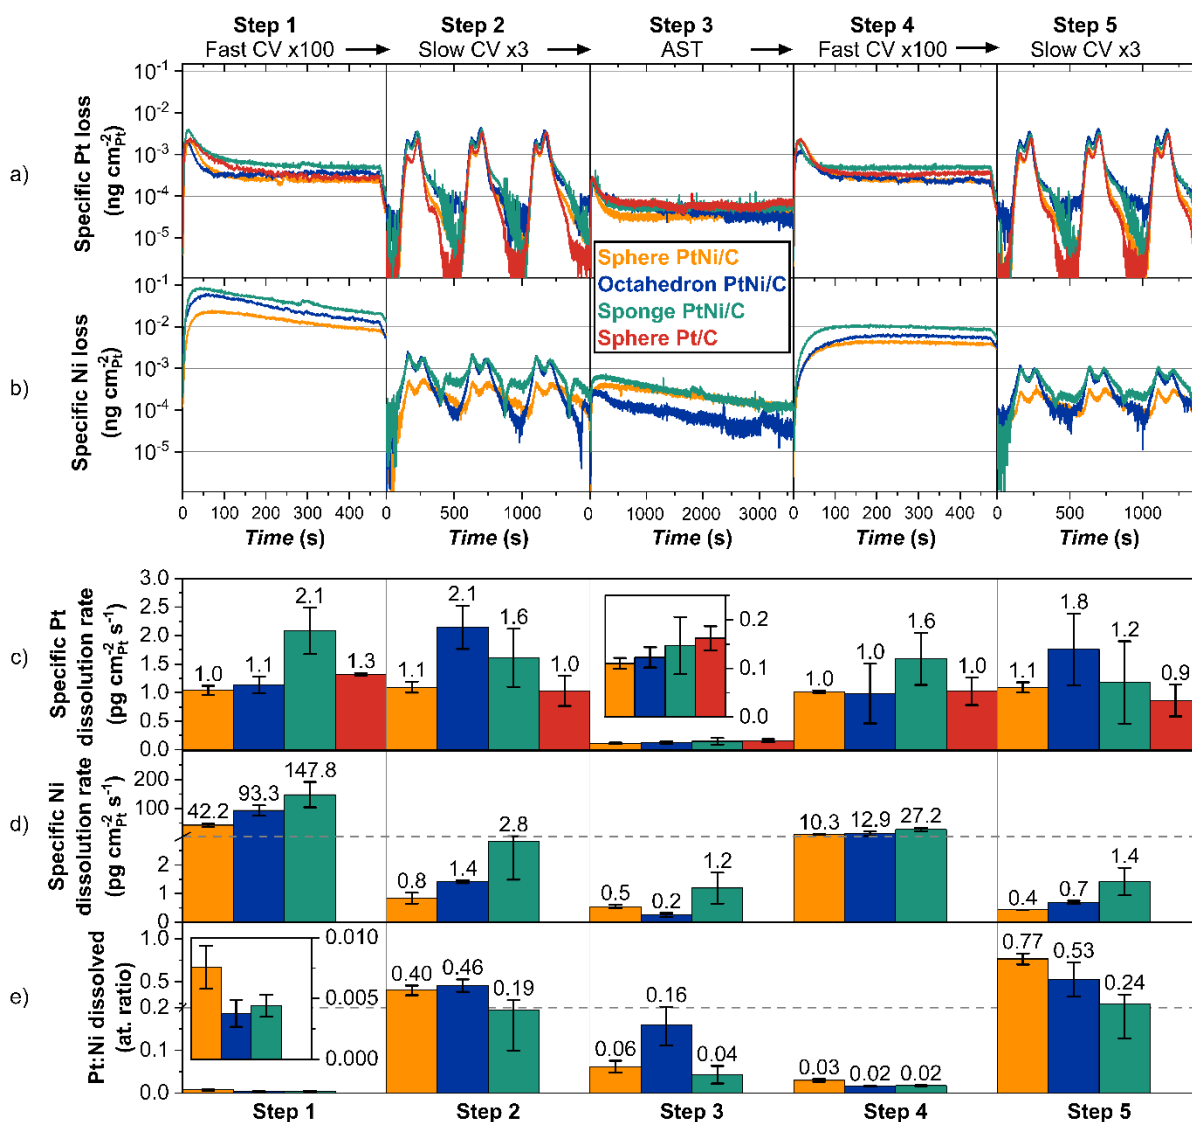 Step 1 Step 2 Step 3 Step 4 Step 5
Fast CV x100 Slow CV x3 AST Fast CV x100 Slow CV x3
a)
Specific Pt loss
(ng cm⁻²Pt)
10⁻¹
10⁻³
10⁻⁴
10⁻⁵
Sphere PtNi/C
Octahedron PtNi/C
Sponge PtNi/C
Sphere Pt/C
b)
Specific Ni loss
(ng cm⁻²Pt)
10⁻¹
10⁻²
10⁻³
10⁻⁴
10⁻⁵
0 100 200 300 400 0 500 1000 0 1000 2000 3000 0 100 200 300 400 0 500 1000
Time (s) Time (s) Time (s) Time (s) Time (s)
c)
Specific Pt
dissolution rate
(pg cm⁻²Pt s⁻¹)
3.0
2.5
2.0
1.5
1.0
0.5
0.0
1.0 1.1 2.1 1.3
1.1 2.1 1.6 1.0
0.2
0.1
0.0
1.0 1.0 1.6 1.0
1.1 1.8 1.2 0.9
d)
Specific Ni
dissolution rate
(pg cm⁻²Pt s⁻¹)
200
100
2
1
0
42.2 93.3 147.8
0.8 1.4 2.8
0.5 0.2 1.2
10.3 12.9 27.2
0.4 0.7 1.4
e)
Pt:Ni dissolved
(at. ratio)
1.0
0.5
0.2
0.1
0.0
0.010
0.005
0.000
0.40 0.46 0.19
0.06 0.16 0.04
0.03 0.02 0.02
0.77 0.53 0.24
Step 1 Step 2 Step 3 Step 4 Step 5